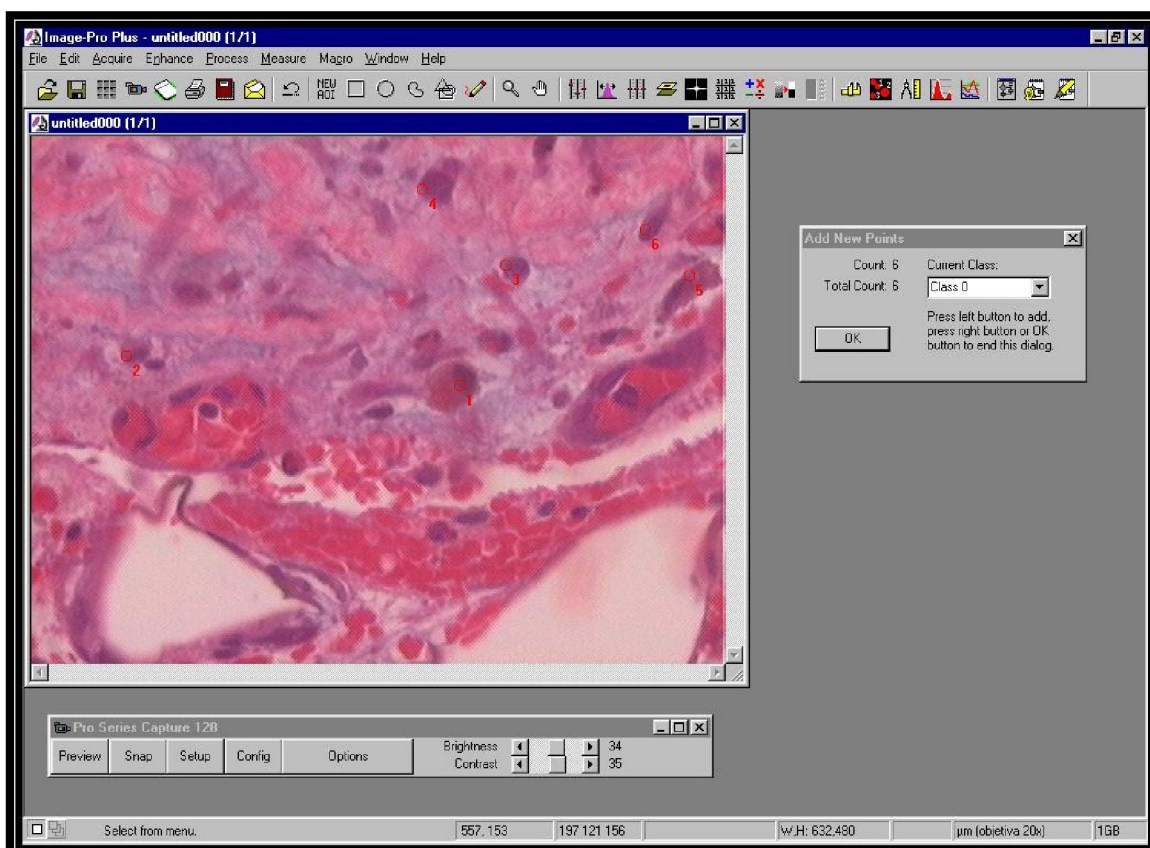 Image-Pro Plus - untitled000 (1/1)
File Edit Acquire Enhance Process Measure Macro Window Help
NEW AOI
untitled000 (1/1)
4
6
3
5
2
1
Add New Points
Count: 6 Current Class:
Total Count: 6 Class 0
Press left button to add,
press right button or OK
button to end this dialog.
OK
Pro Series Capture 128
Preview Snap Setup Config Options
Brightness 34
Contrast 35
Select from menu. 557, 153 197 121 156 W.H: 632,480 µm (objetiva 20x) 1GB